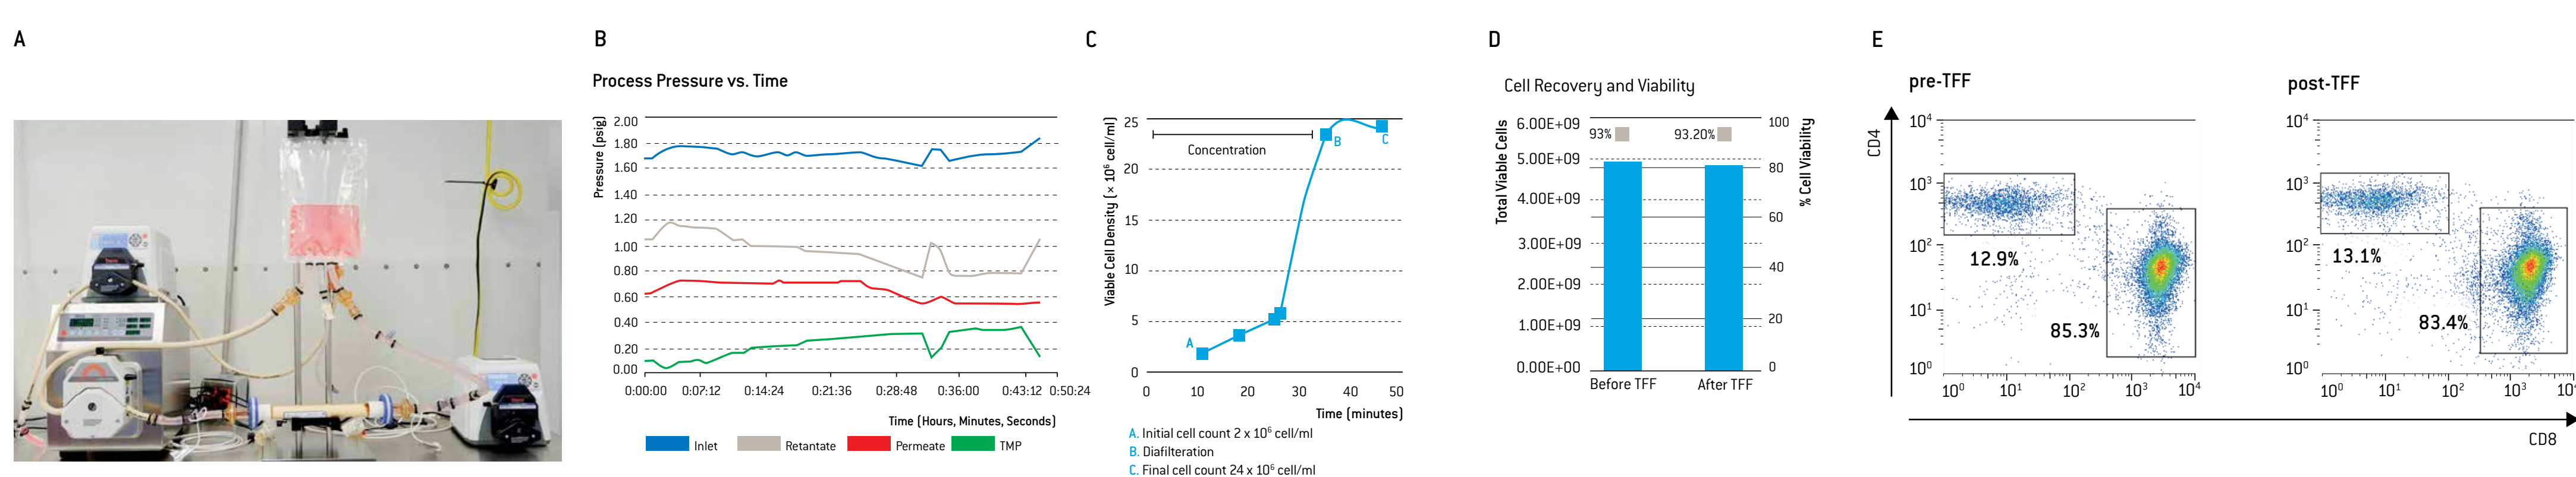 A
B
Process Pressure vs. Time
Pressure (psig)
2.00
1.80
1.60
1.40
1.20
1.00
0.80
0.60
0.40
0.20
0.00
0:00:00 0:07:12 0:14:24 0:21:36 0:28:48 0:36:00 0:43:12 0:50:24
Time (Hours, Minutes, Seconds)
Inlet Retantate Permeate TMP
C
Viable Cell Density (× 10⁶ cell/ml)
25
20
15
10
5
0
Concentration
A
B
C
0 10 20 30 40 50
Time (minutes)
A. Initial cell count 2 x 10⁶ cell/ml
B. Diafilteration
C. Final cell count 24 x 10⁶ cell/ml
D
Cell Recovery and Viability
Total Viable Cells
6.00E+09
5.00E+09
4.00E+09
3.00E+09
2.00E+09
1.00E+09
0.00E+00
93% 93.20%
100
80
60
40
20
0
% Cell Viability
Before TFF After TFF
E
pre-TFF
CD4
10⁴
10³
10²
10¹
10⁰
12.9%
85.3%
10⁰ 10¹ 10² 10³ 10⁴
post-TFF
10⁴
10³
10²
10¹
10⁰
13.1%
83.4%
10⁰ 10¹ 10² 10³
CD8